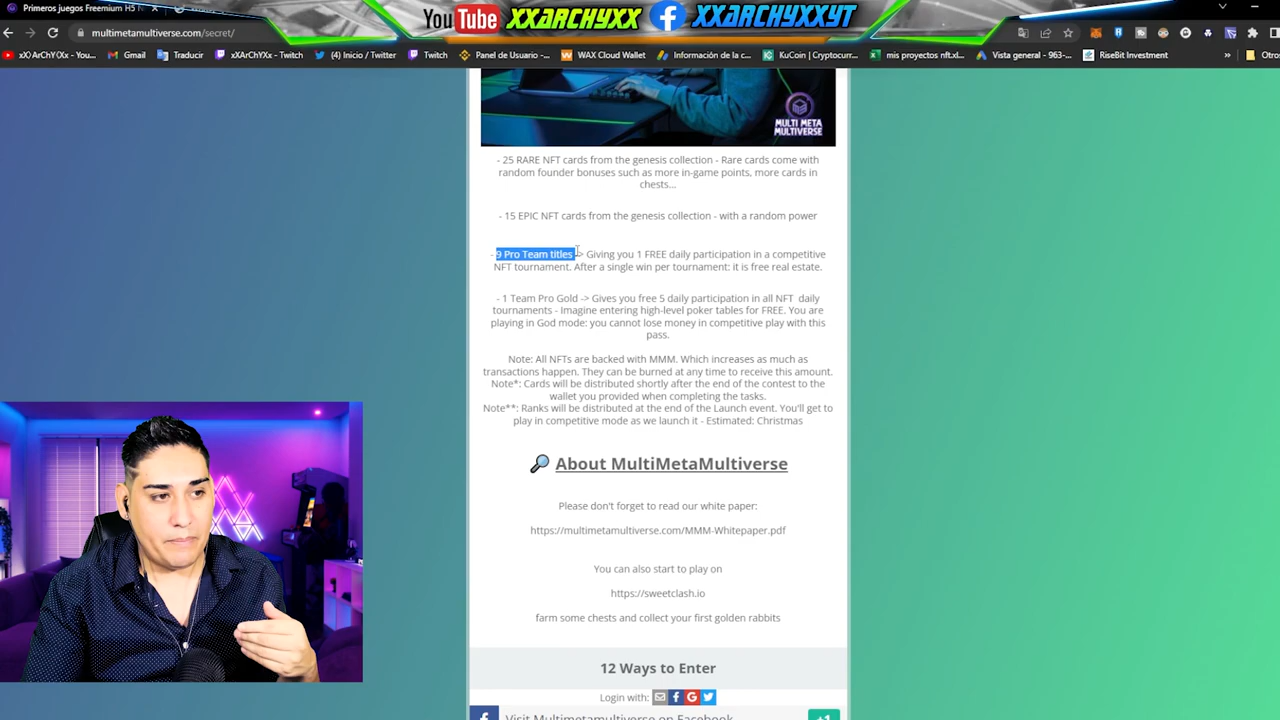 Primeros juegos Freemium H5
YouTube XXARCHYXX XXARCHYXXYT
multimetamultiverse.com/secret/
xXl ArChYlXx - YouT...
Gmail
Traducir
xXArChYXx - Twitch
(4) Inicio / Twitter
Twitch
Panel de Usuario -...
WAX Cloud Wallet
Información de la c...
KuCoin | Cryptocurr...
mis proyectos nft.xl...
Vista general - 963-...
RiseBit Investment
»
Otros
MULTI META
MULTIVERSE
- 25 RARE NFT cards from the genesis collection - Rare cards come with
random founder bonuses such as more in-game points, more cards in
chests...
- 15 EPIC NFT cards from the genesis collection - with a random power
- 9 Pro Team titles -> Giving you 1 FREE daily participation in a competitive
NFT tournament. After a single win per tournament: it is free real estate.
- 1 Team Pro Gold -> Gives you free 5 daily participation in all NFT daily
tournaments - Imagine entering high-level poker tables for FREE. You are
playing in God mode: you cannot lose money in competitive play with this
pass.
Note: All NFTs are backed with MMM. Which increases as much as
transactions happen. They can be burned at any time to receive this amount.
Note*: Cards will be distributed shortly after the end of the contest to the
wallet you provided when completing the tasks.
Note**: Ranks will be distributed at the end of the Launch event. You'll get to
play in competitive mode as we launch it - Estimated: Christmas
About MultiMetaMultiverse
Please don't forget to read our white paper:
https://multimetamultiverse.com/MMM-Whitepaper.pdf
You can also start to play on
https://sweetclash.io
farm some chests and collect your first golden rabbits
12 Ways to Enter
Login with:
Visit Multimetamultiverse on Facebook
+1